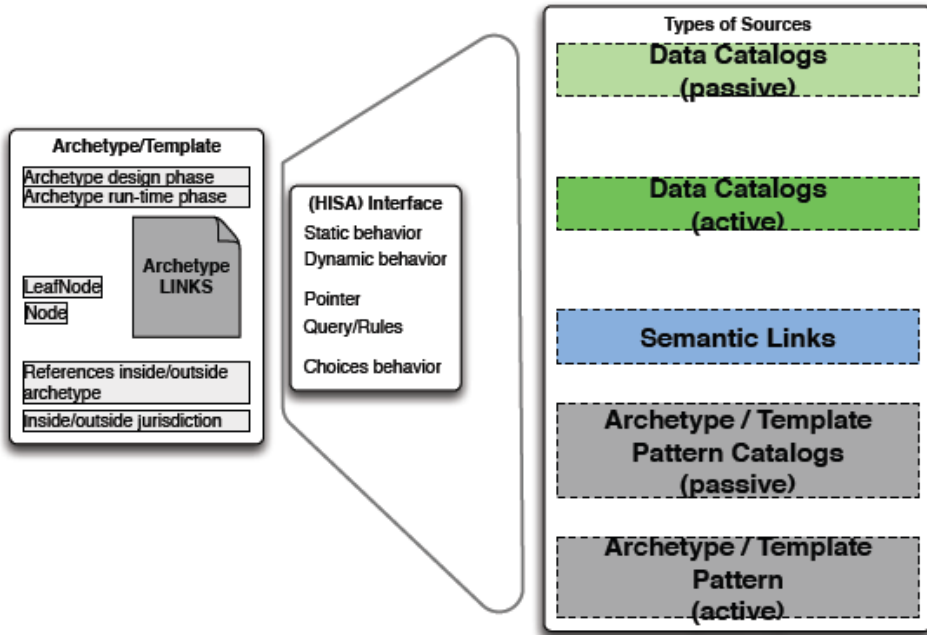 Archetype/Template
Archetype design phase
Archetype run-time phase
Archetype
LINKS
LeafNode
Node
References inside/outside
archetype
Inside/outside jurisdiction
(HISA) Interface
Static behavior
Dynamic behavior
Pointer
Query/Rules
Choices behavior
Types of Sources
Data Catalogs
(passive)
Data Catalogs
(active)
Semantic Links
Archetype / Template
Pattern Catalogs
(passive)
Archetype / Template
Pattern
(active)